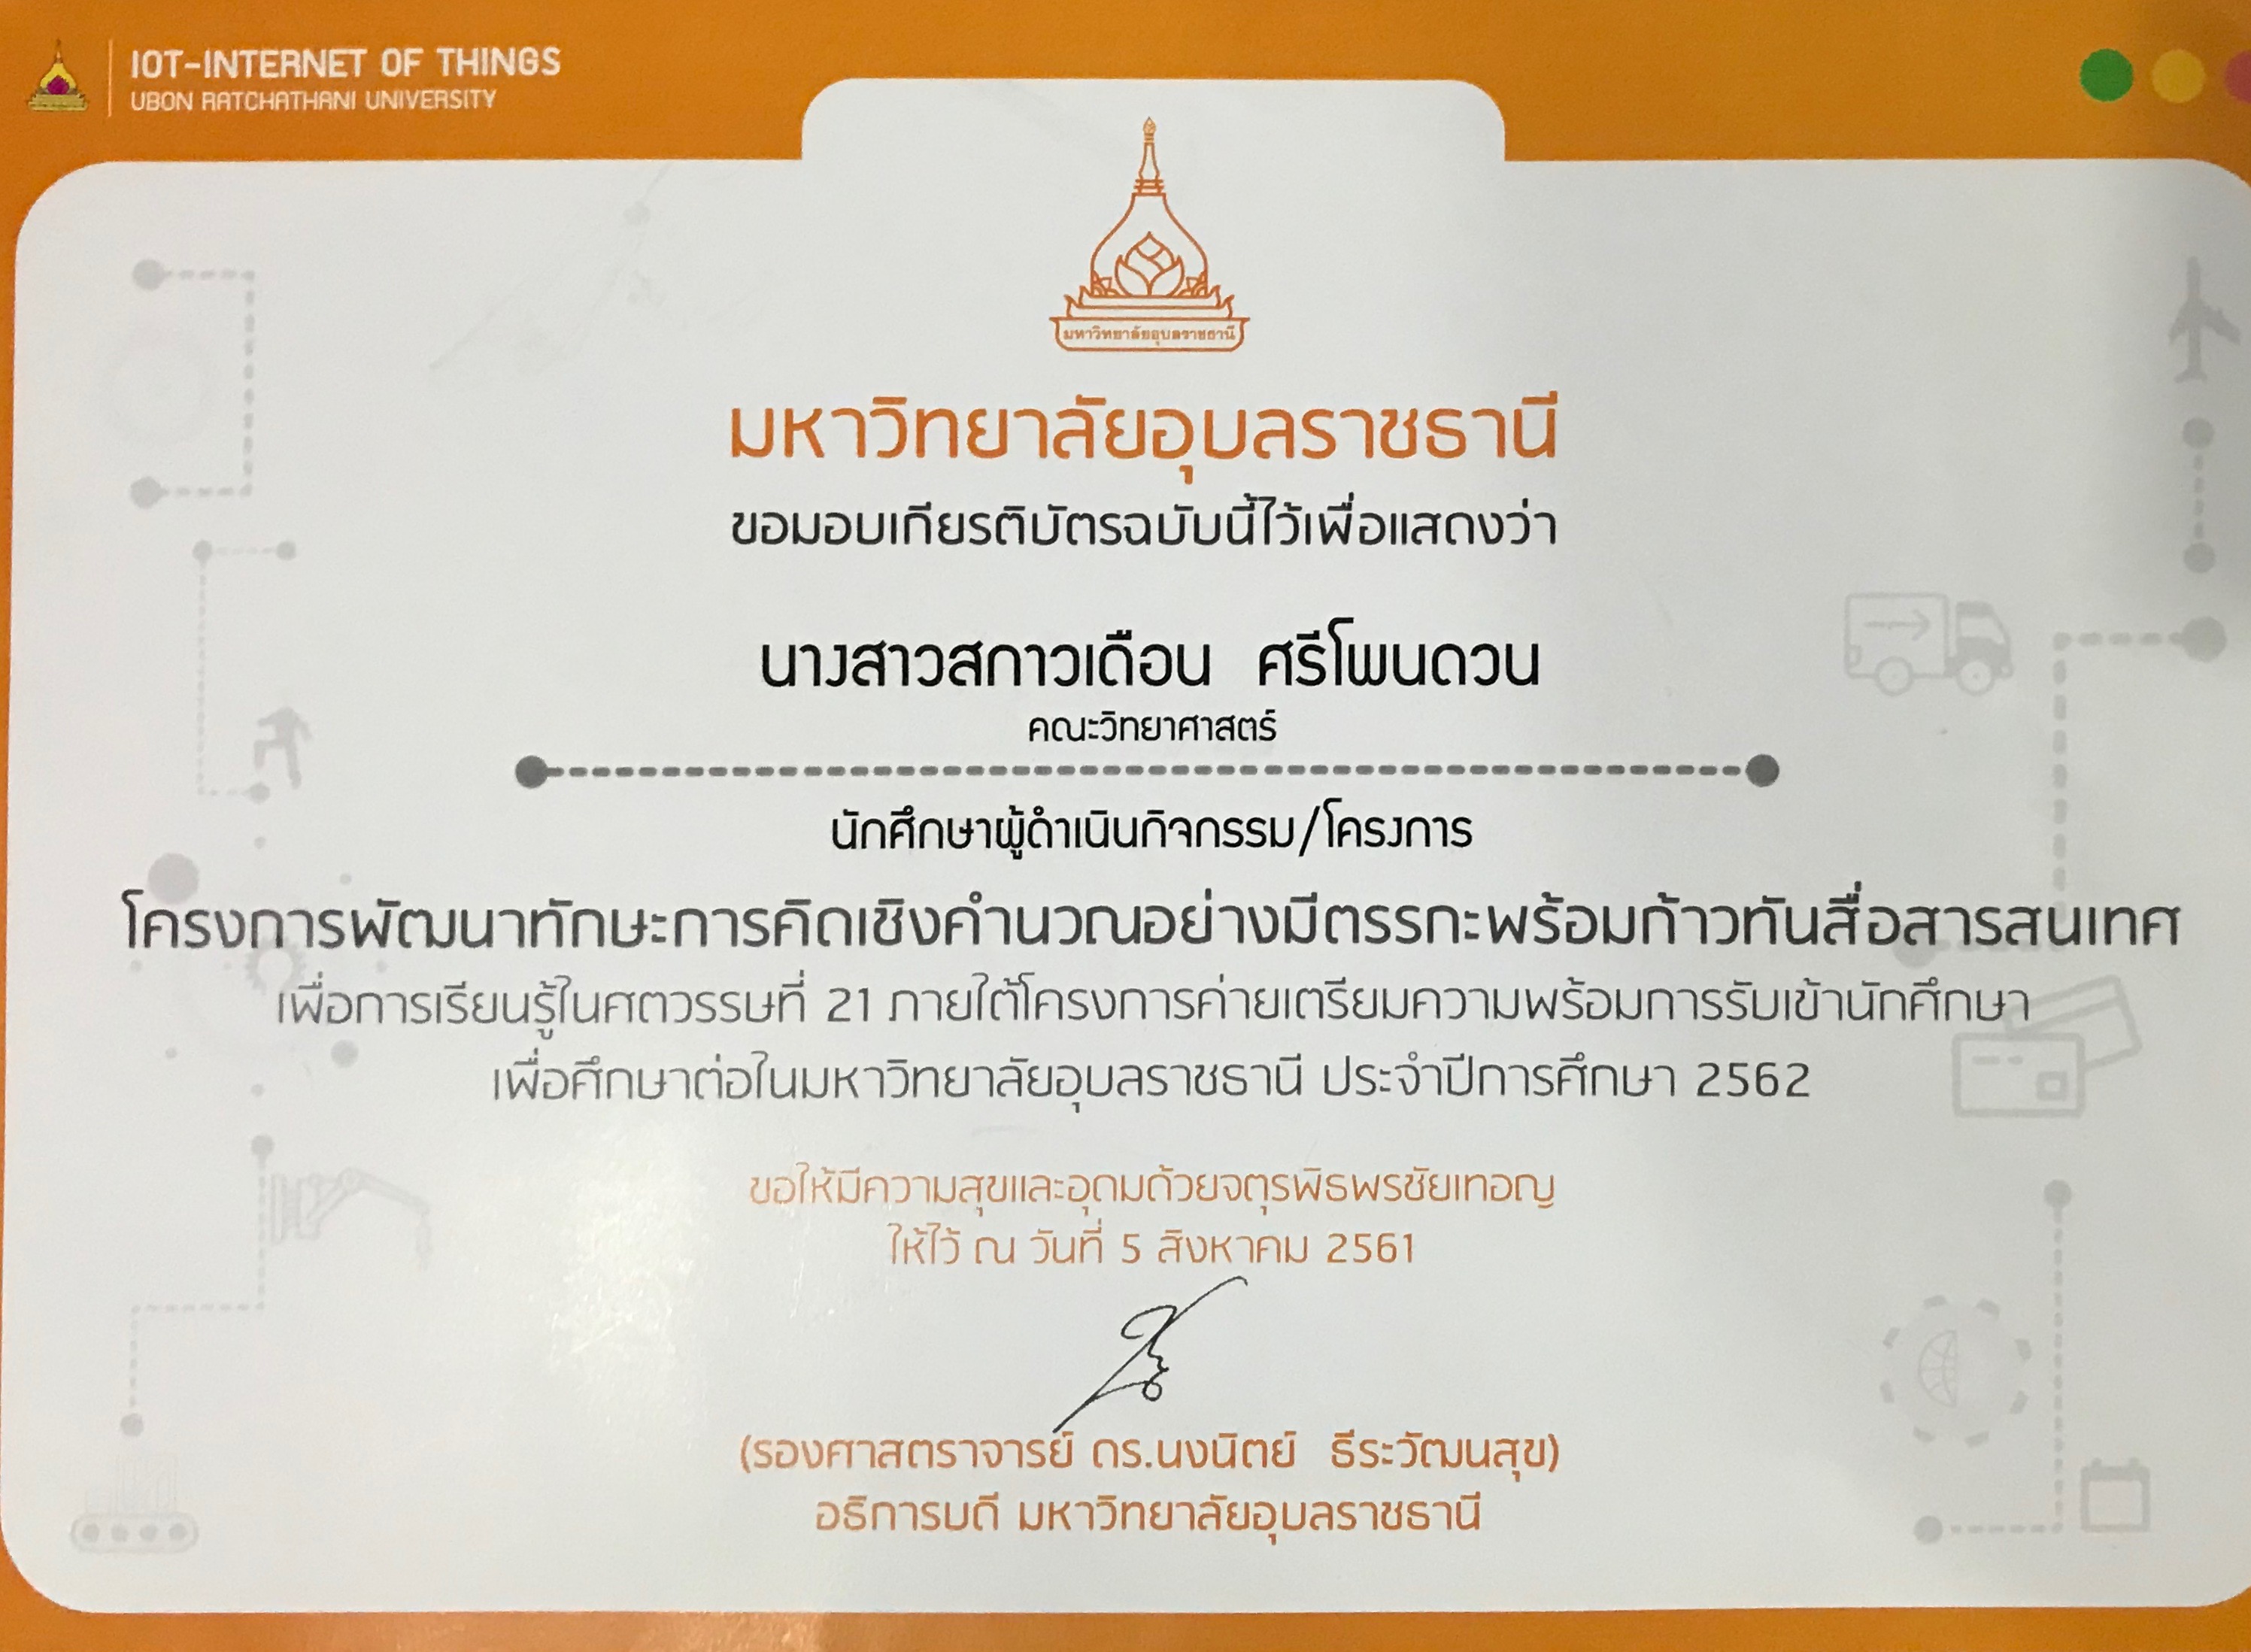 IOT-INTERNET OF THINGS
UBON RATCHATHANI UNIVERSITY
มหาวิทยาลัยอุบลราชธานี
มหาวิทยาลัยอุบลราชธานี
ขอมอบเกียรติบัตรฉบับนี้ไว้เพื่อแสดงว่า
นางสาวสกาวเดือน ศรีโพนดวน
คณะวิทยาศาสตร์
นักศึกษาผู้ดำเนินกิจกรรม/โครงการ
โครงการพัฒนาทักษะการคิดเชิงคำนวณอย่างมีตรรกะพร้อมก้าวทันสื่อสารสนเทศ
เพื่อการเรียนรู้ในศตวรรษที่ 21 ภายใต้โครงการค่ายเตรียมความพร้อมการรับเข้านักศึกษา
เพื่อศึกษาต่อในมหาวิทยาลัยอุบลราชธานี ประจำปีการศึกษา 2562
ขอให้มีความสุขและอุดมด้วยจตุรพิธพรชัยเทอญ
ให้ไว้ ณ วันที่ 5 สิงหาคม 2561
(รองศาสตราจารย์ ดร.นงนิตย์ ธีระวัฒนสุข)
อธิการบดี มหาวิทยาลัยอุบลราชธานี